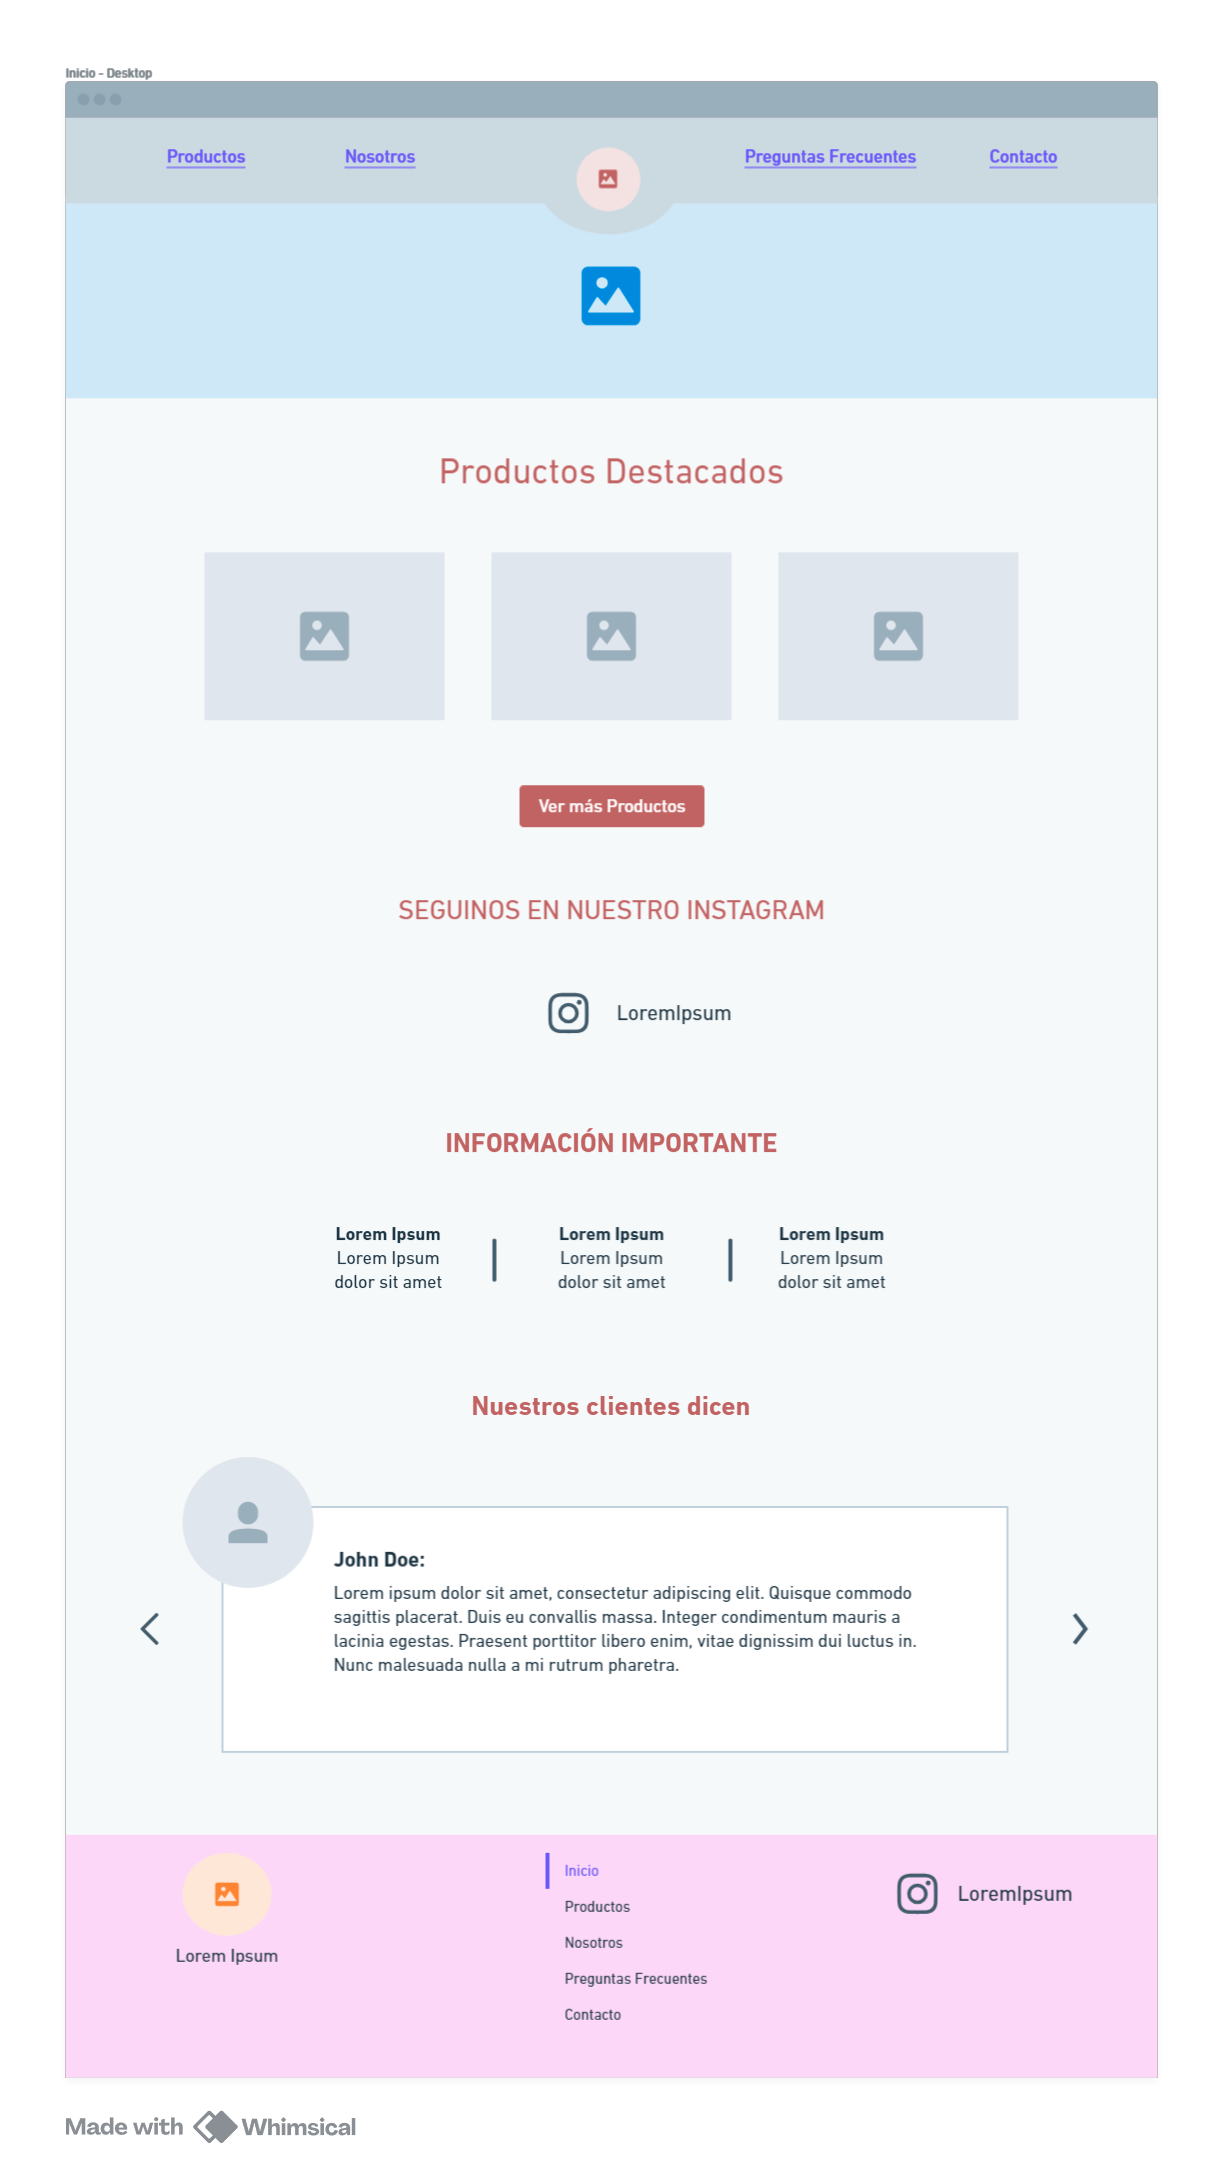 Inicio - Desktop
Productos
Nosotros
Preguntas Frecuentes
Contacto
Productos Destacados
Ver más Productos
SEGUINOS EN NUESTRO INSTAGRAM
LoremIpsum
INFORMACIÓN IMPORTANTE
Lorem Ipsum
Lorem Ipsum
dolor sit amet
Lorem Ipsum
Lorem Ipsum
dolor sit amet
Lorem Ipsum
Lorem Ipsum
dolor sit amet
Nuestros clientes dicen
John Doe:
Lorem ipsum dolor sit amet, consectetur adipiscing elit. Quisque commodo
sagittis placerat. Duis eu convallis massa. Integer condimentum mauris a
lacinia egestas. Praesent porttitor libero enim, vitae dignissim dui luctus in.
Nunc malesuada nulla a mi rutrum pharetra.
Lorem Ipsum
Inicio
Productos
Nosotros
Preguntas Frecuentes
Contacto
LoremIpsum
Made with Whimsical